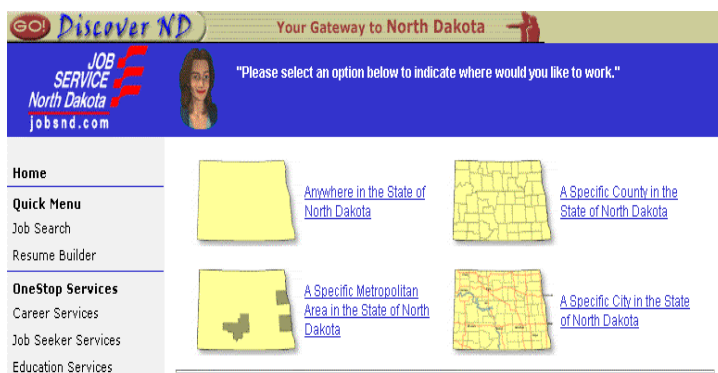 GO! Discover ND
Your Gateway to North Dakota
JOB
SERVICE
North Dakota
jobsnd.com
"Please select an option below to indicate where would you like to work."
Home
Quick Menu
Job Search
Resume Builder
OneStop Services
Career Services
Job Seeker Services
Education Services
Anywhere in the State of
North Dakota
A Specific County in the
State of North Dakota
A Specific Metropolitan
Area in the State of North
Dakota
A Specific City in the State
of North Dakota